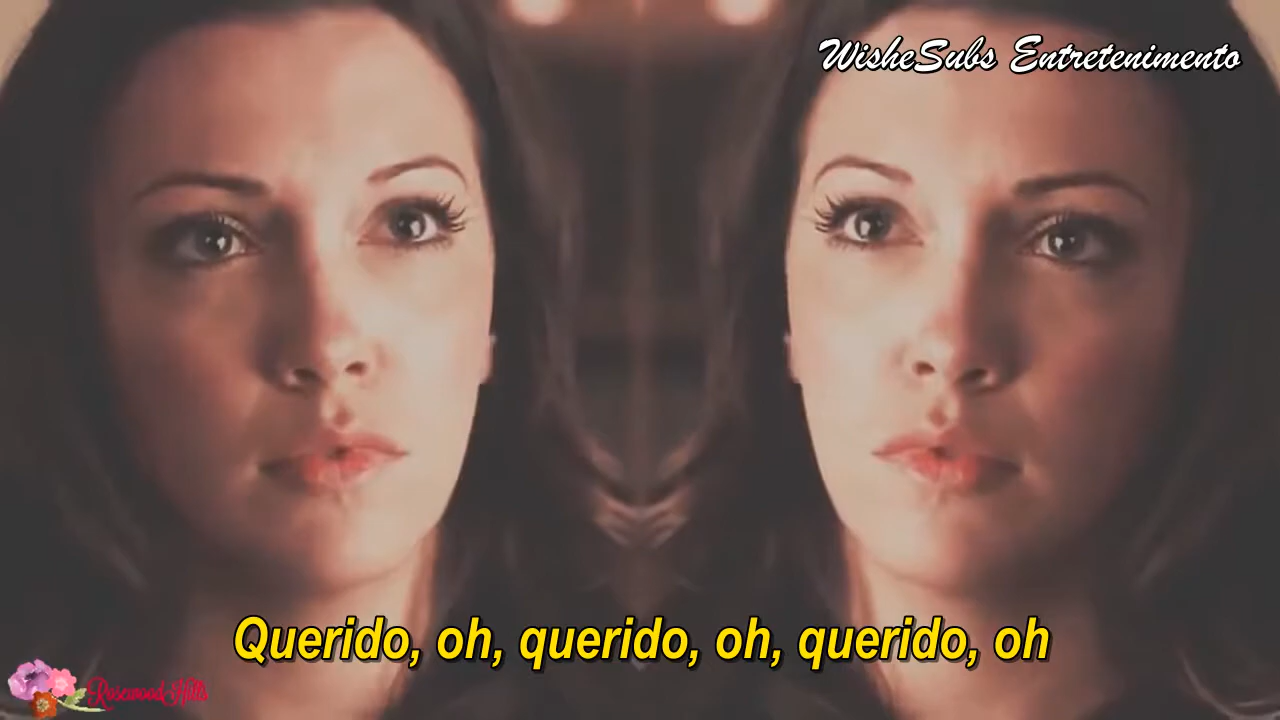 WisheSubs Entretenimento
Querido, oh, querido, oh, querido, oh
Rosewood Hills